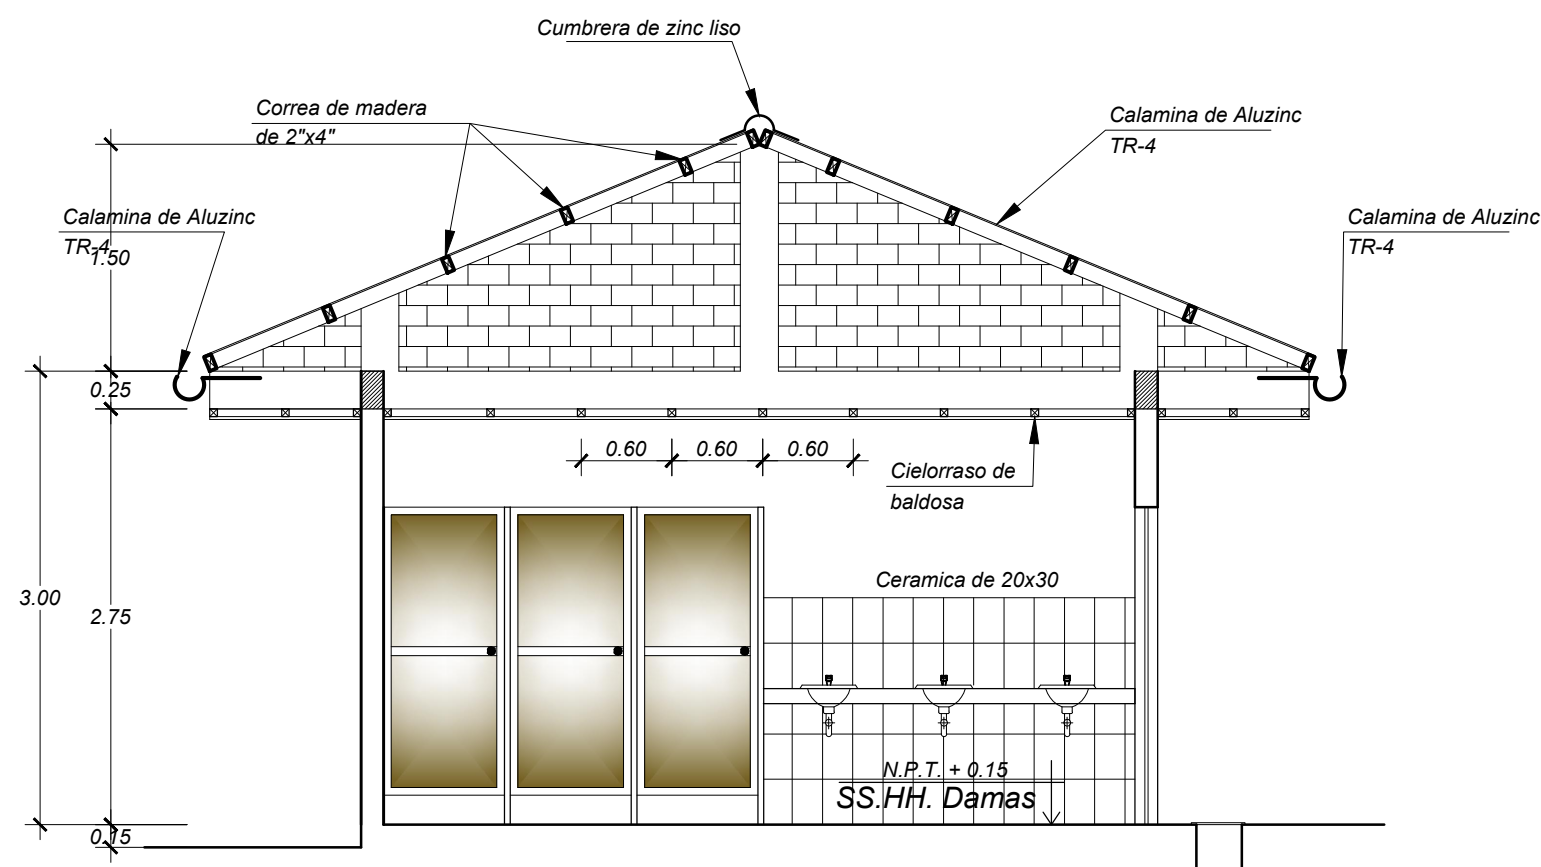 Cumbrera de zinc liso
Correa de madera
de 2"x4"
Calamina de Aluzinc
TR-4
Calamina de Aluzinc
TR-4
1.50
Calamina de Aluzinc
TR-4
0.25
0.60
0.60
0.60
Cielorraso de
baldosa
Ceramica de 20x30
3.00
2.75
N.P.T. + 0.15
SS.HH. Damas
0.15